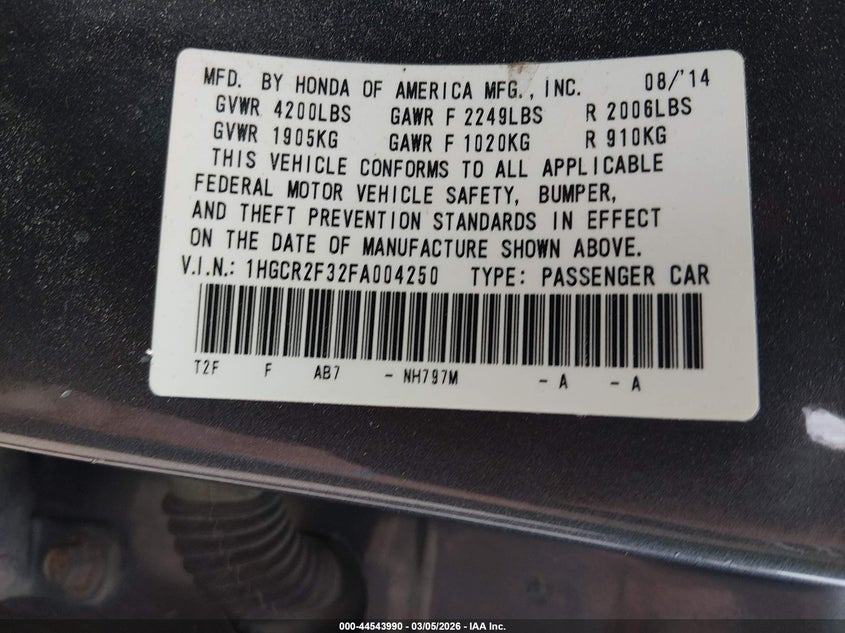 MFD. BY HONDA OF AMERICA MFG., INC. 08/'14
GVWR 4200LBS GAWR F 2249LBS R 2006LBS
GVWR 1905KG GAWR F 1020KG R 910KG
THIS VEHICLE CONFORMS TO ALL APPLICABLE
FEDERAL MOTOR VEHICLE SAFETY, BUMPER,
AND THEFT PREVENTION STANDARDS IN EFFECT
ON THE DATE OF MANUFACTURE SHOWN ABOVE.
V.I.N.: 1HGCR2F32FA004250 TYPE: PASSENGER CAR
T2F F AB7 - NH797M - A - A
000-44543990 - 03/05/2026 - IAA Inc.